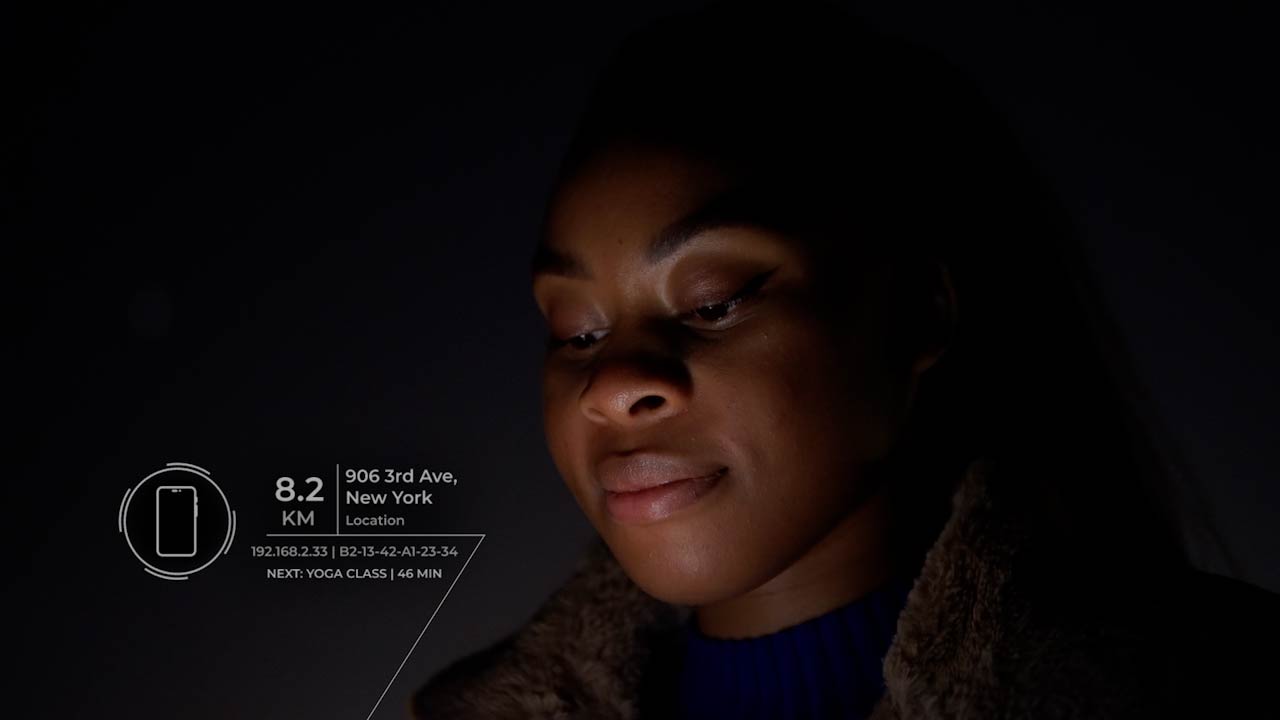 8.2
KM
906 3rd Ave,
New York
Location
192.168.2.33 | B2-13-42-A1-23-34
NEXT: YOGA CLASS | 46 MIN